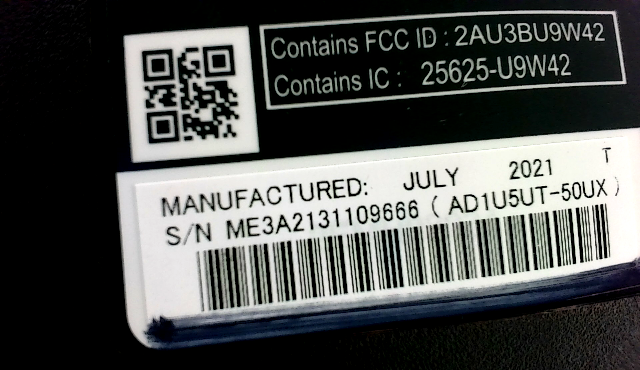 Contains FCC ID : 2AU3BU9W42
Contains IC : 25625-U9W42
MANUFACTURED: JULY 2021 T
S/N ME3A2131109666 ( AD1U5UT-50UX )